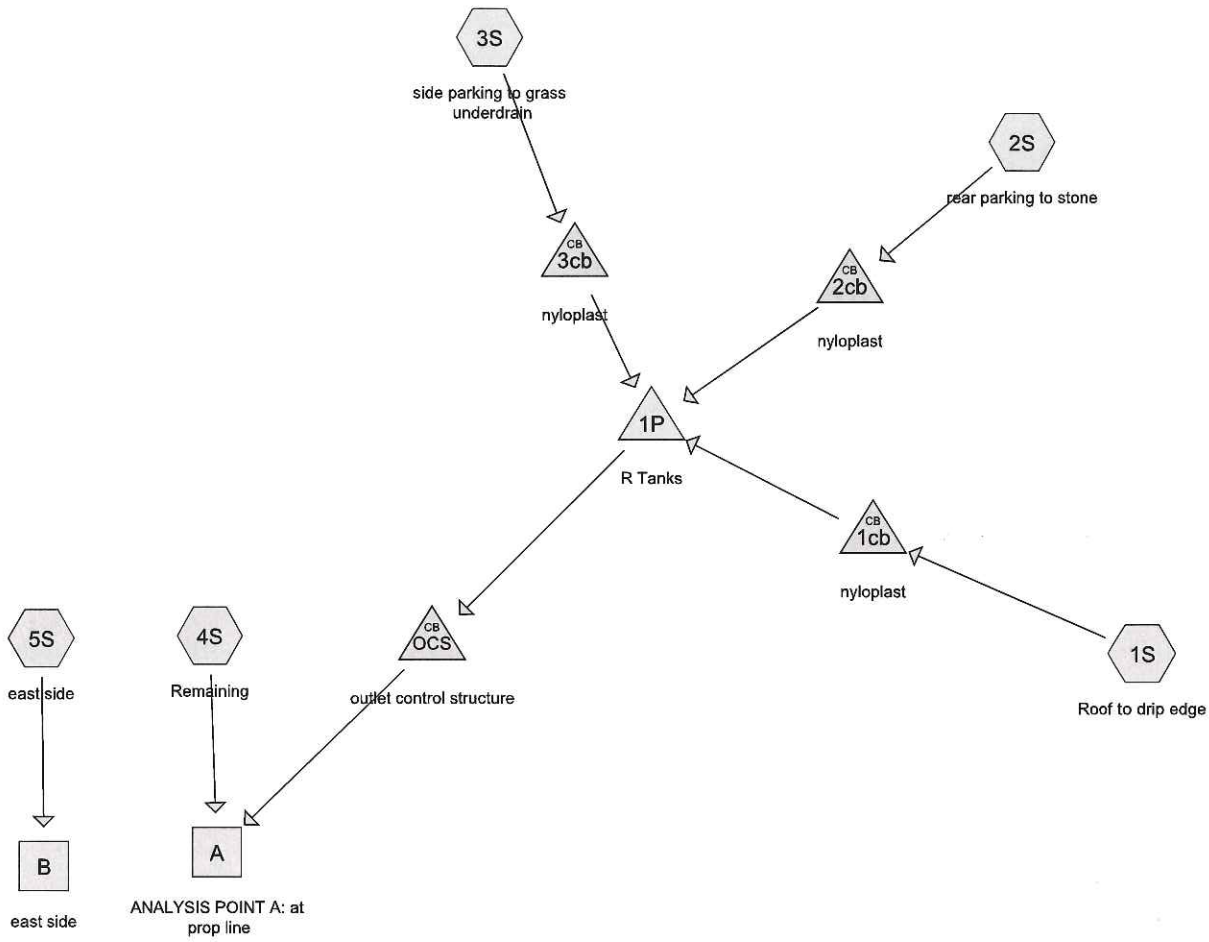 3S
side parking to grass
underdrain
2S
rear parking to stone
CB
3cb
nyloplast
CB
2cb
nyloplast
1P
R Tanks
CB
1cb
nyloplast
1S
Roof to drip edge
5S
east side
4S
Remaining
CB
OCS
outlet control structure
B
east side
A
ANALYSIS POINT A: at
prop line